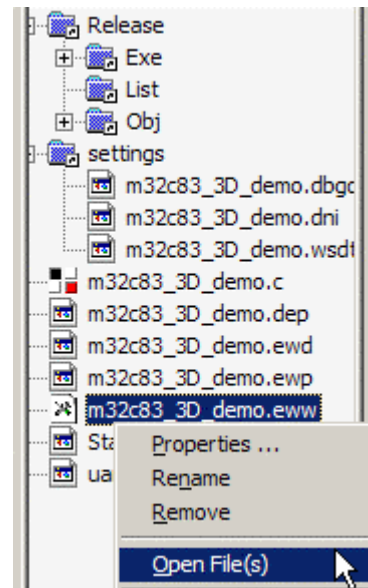 Release
Exe
List
Obj
settings
m32c83_3D_demo.dbgc
m32c83_3D_demo.dni
m32c83_3D_demo.wsdt
m32c83_3D_demo.c
m32c83_3D_demo.dep
m32c83_3D_demo.ewd
m32c83_3D_demo.ewp
m32c83_3D_demo.eww
Sta
Properties ...
ua
Rename
Remove
Open File(s)